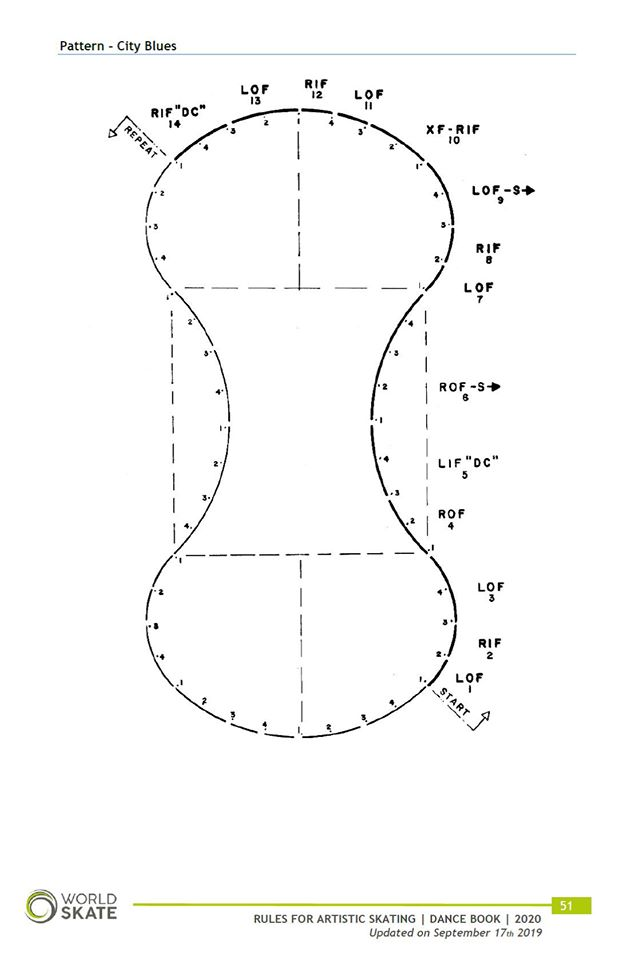 Pattern – City Blues
RIF "DC"
14
LOF
13
RIF
12
LOF
11
XF-RIF
10
LOF-S
9
RIF
8
LOF
7
ROF-S
6
LIF "DC"
5
ROF
4
LOF
3
RIF
2
LOF
1
START
REPEAT
WORLD
SKATE
51
RULES FOR ARTISTIC SKATING | DANCE BOOK | 2020
Updated on September 17th 2019